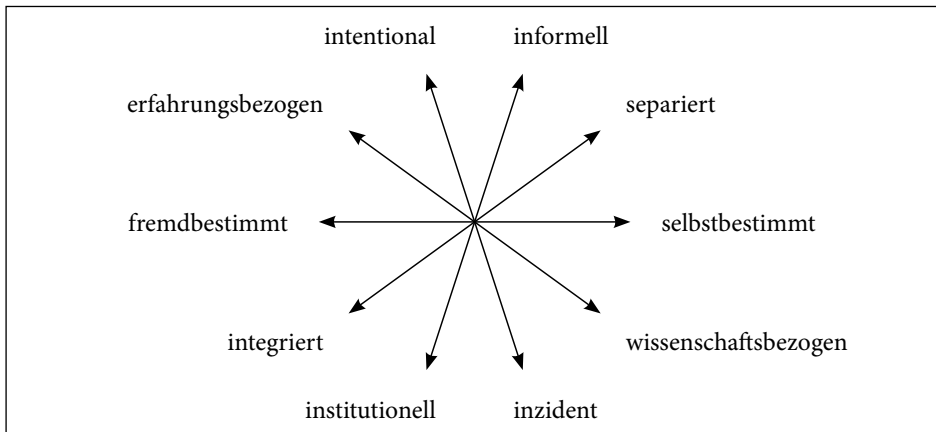 intentional informell
erfahrungsbezogen separiert
fremdbestimmt selbstbestimmt
integriert wissenschaftsbezogen
institutionell inzident